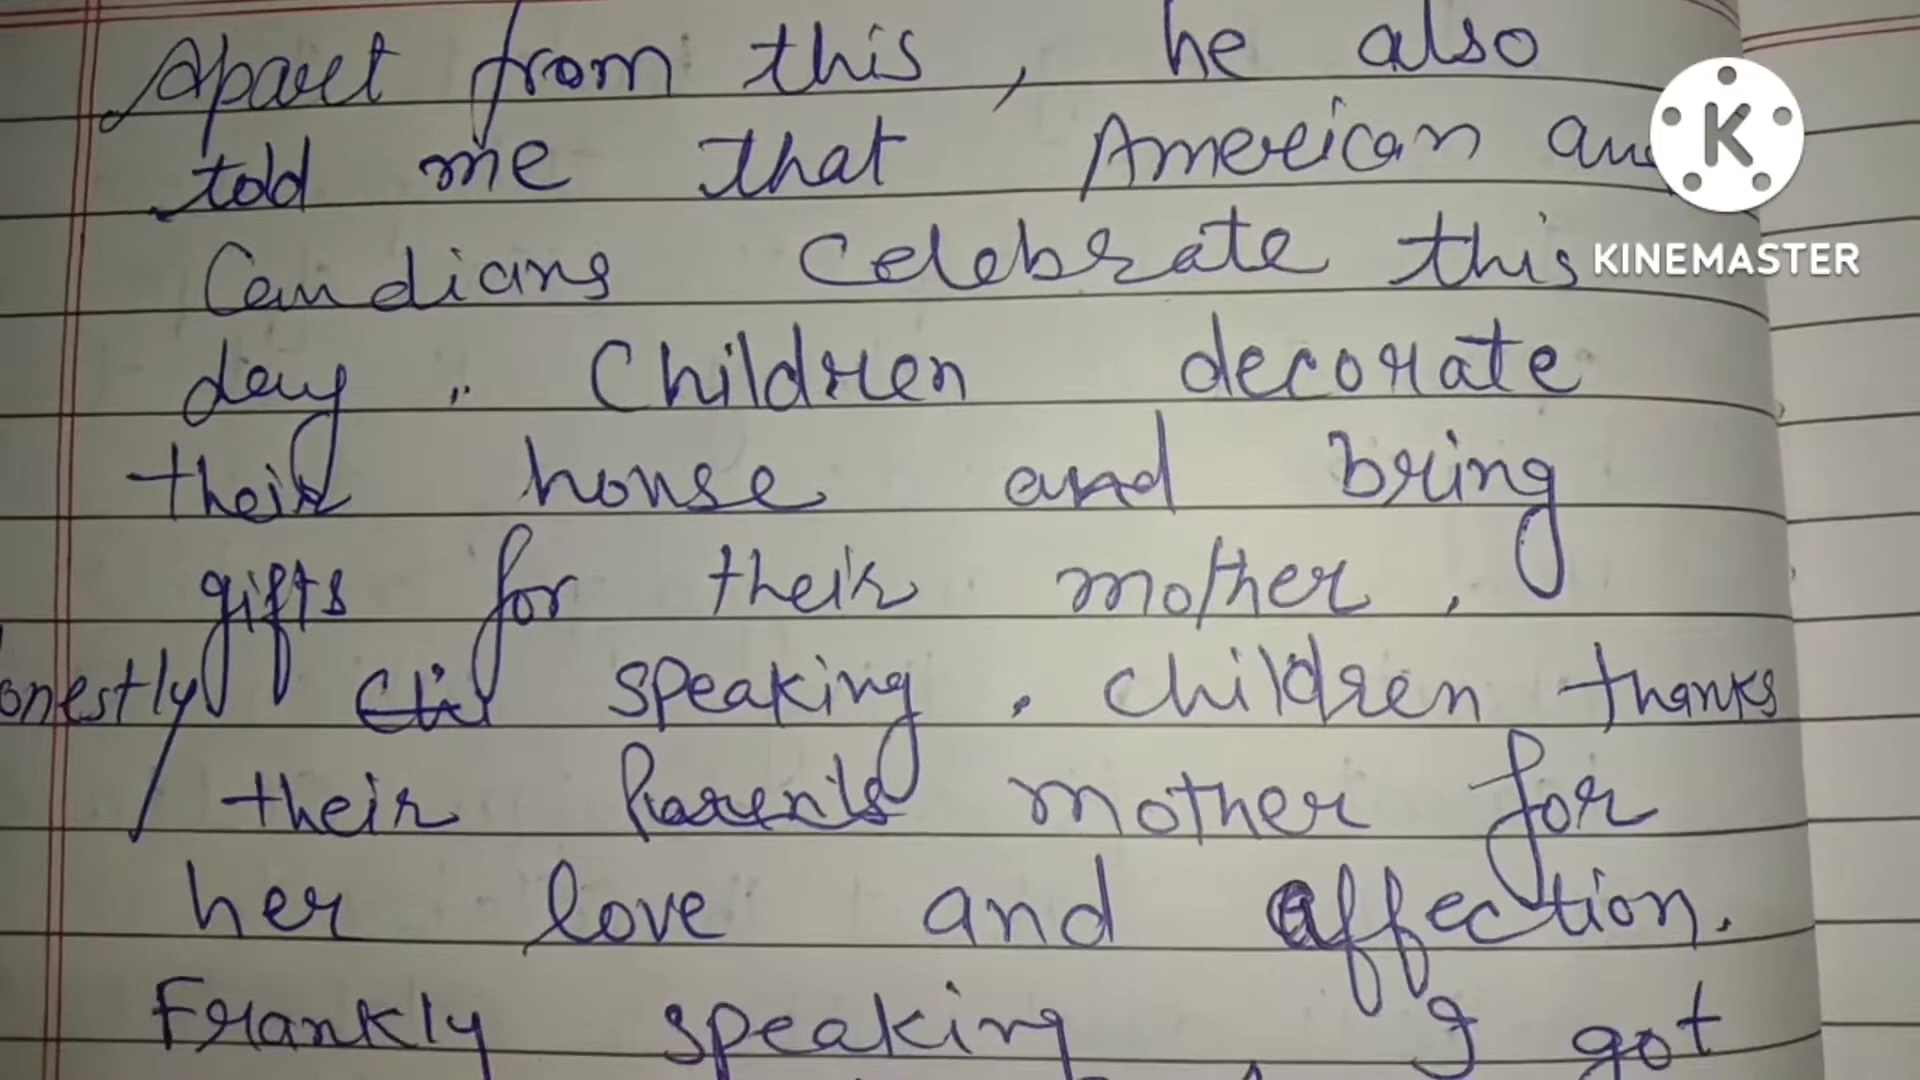 Apart from this, he also
told me that American and
Candians Celebrate this
day. Children decorate
their house and bring
gifts for their mother.
onestly speaking, children thanks
their Parents mother for
her love and affection.
Frankly speaking I got
K
KINEMASTER